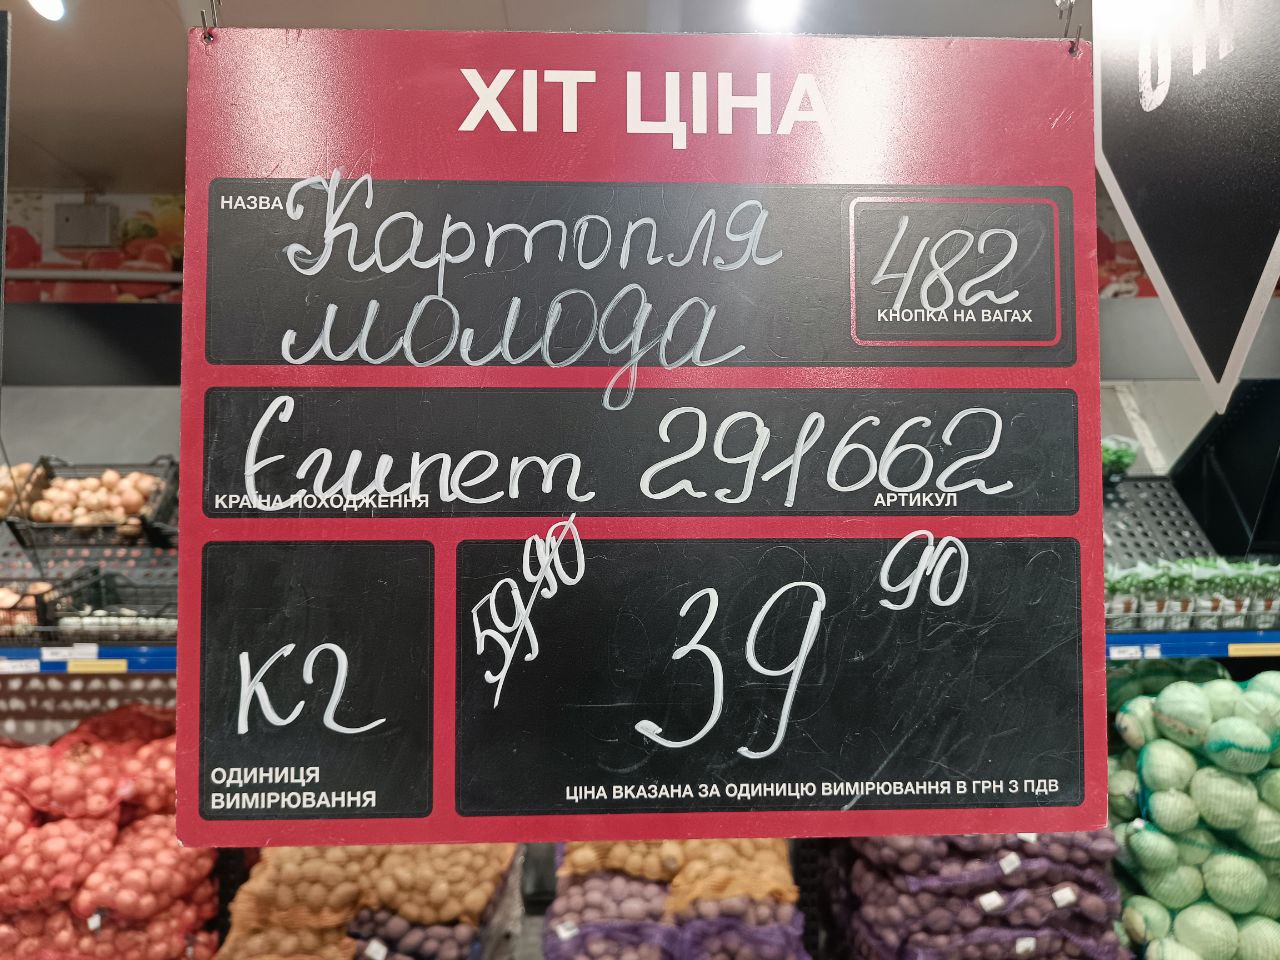 ХІТ ЦІНА
НАЗВА
Картопля
молода
482
КНОПКА НА ВАГАХ
Єгипет 291662
КРАЇНА ПОХОДЖЕННЯ
АРТИКУЛ
кг
ОДИНИЦЯ
ВИМІРЮВАННЯ
59 90
39 90
ЦІНА ВКАЗАНА ЗА ОДИНИЦЮ ВИМІРЮВАННЯ В ГРН З ПДВ